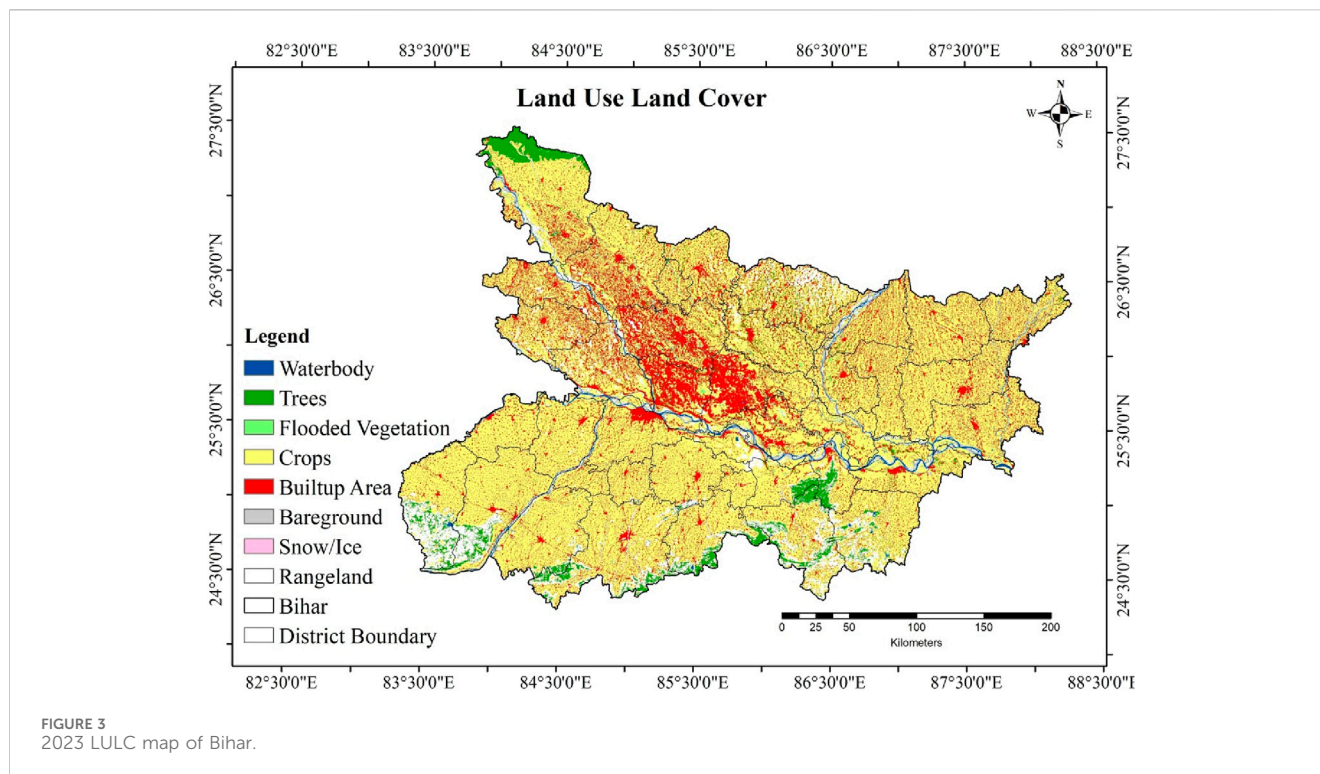 82°30'0"E 83°30'0"E 84°30'0"E 85°30'0"E 86°30'0"E 87°30'0"E 88°30'0"E
Land Use Land Cover
N
W E
S
27°30'0"N
26°30'0"N
25°30'0"N
24°30'0"N
27°30'0"N
26°30'0"N
25°30'0"N
24°30'0"N
Legend
Waterbody
Trees
Flooded Vegetation
Crops
Builtup Area
Bareground
Snow/Ice
Rangeland
Bihar
District Boundary
0 25 50 100 150 200
Kilometers
82°30'0"E 83°30'0"E 84°30'0"E 85°30'0"E 86°30'0"E 87°30'0"E 88°30'0"E
FIGURE 3
2023 LULC map of Bihar.